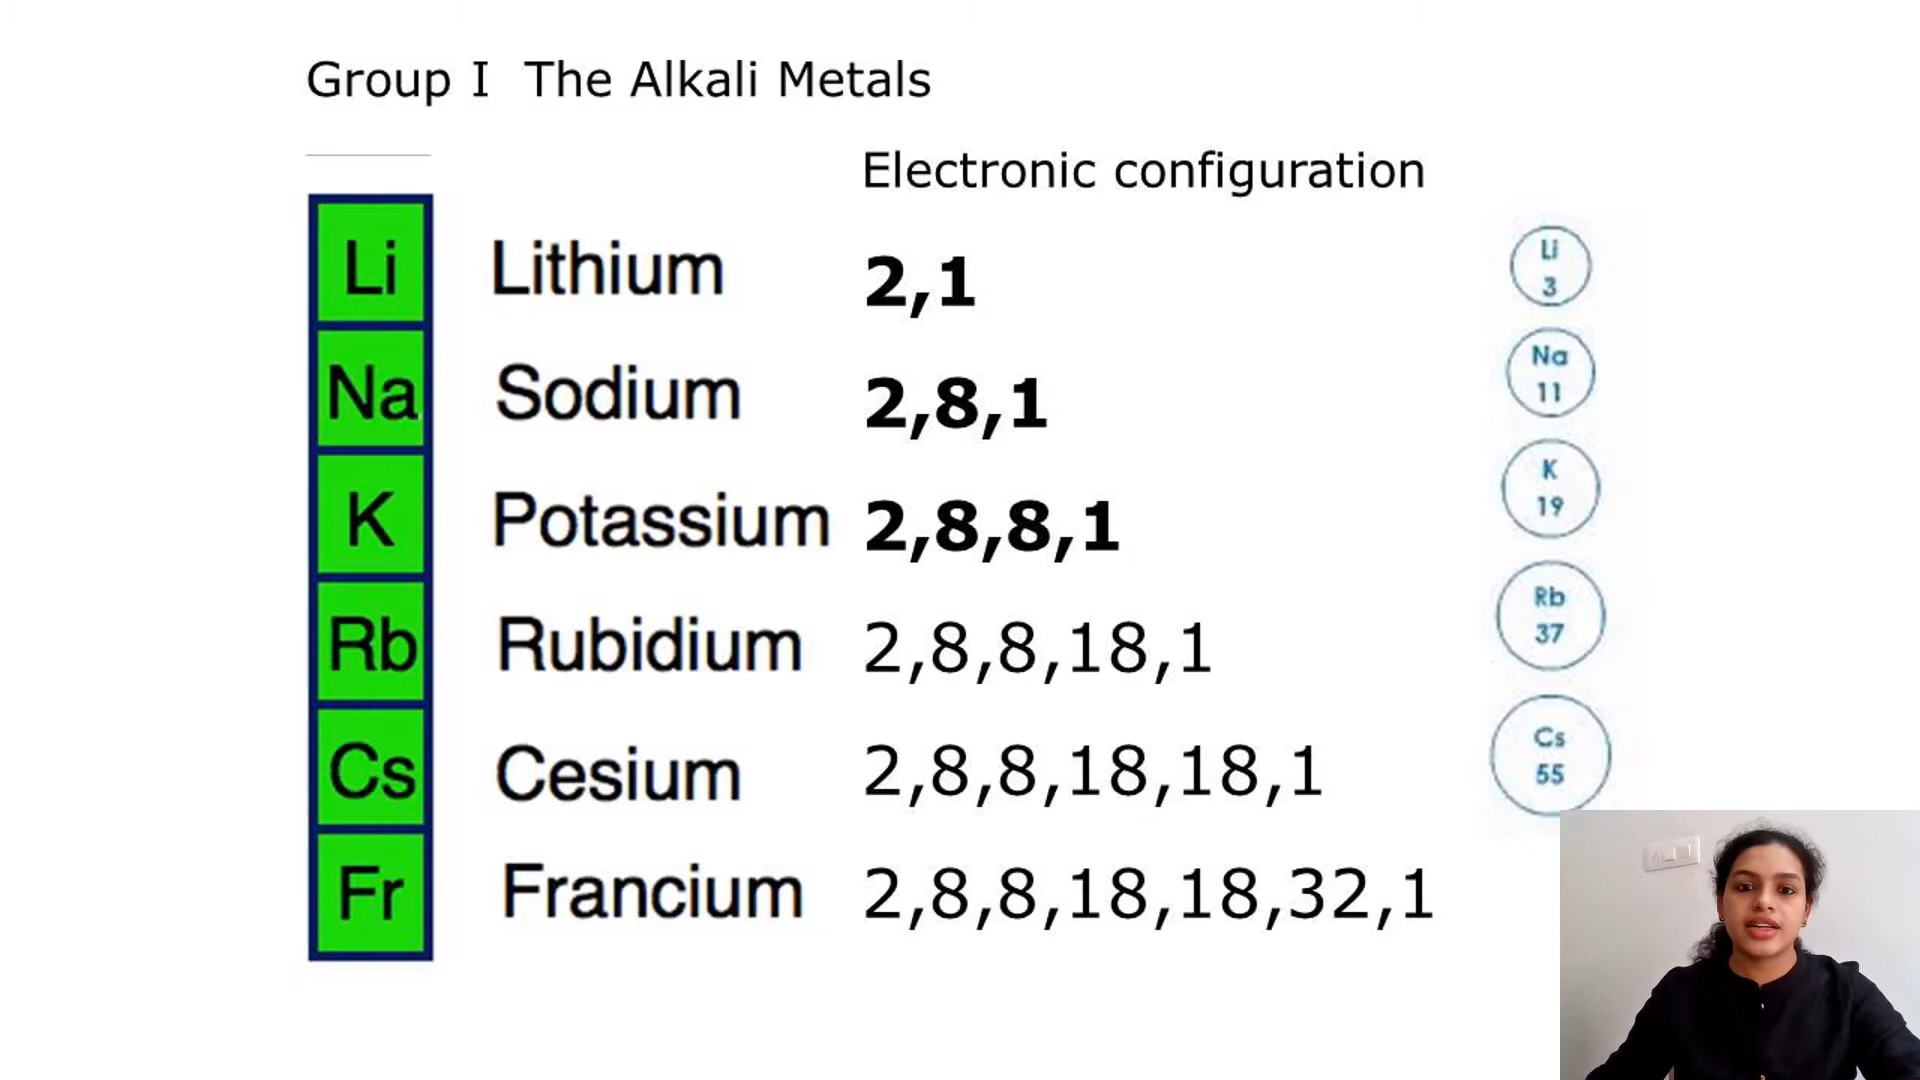 Group I The Alkali Metals
Electronic configuration
Li Lithium 2,1
Na Sodium 2,8,1
K Potassium 2,8,8,1
Rb Rubidium 2,8,8,18,1
Cs Cesium 2,8,8,18,18,1
Fr Francium 2,8,8,18,18,32,1
Li
3
Na
11
K
19
Rb
37
Cs
55